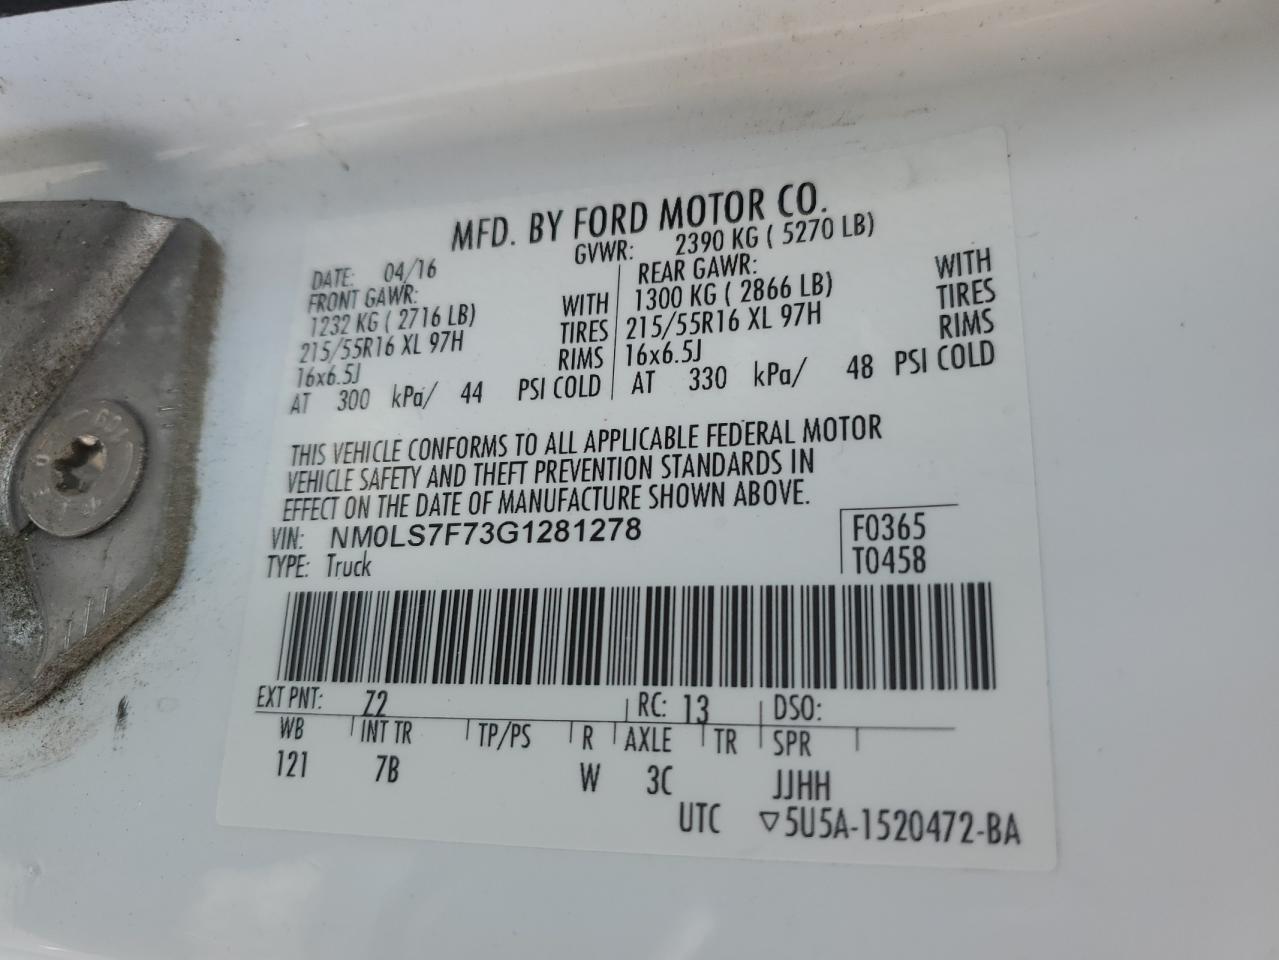 MFD. BY FORD MOTOR CO.
DATE: 04/16 GVWR: 2390 KG ( 5270 LB)
FRONT GAWR: REAR GAWR:
1232 KG ( 2716 LB) WITH 1300 KG ( 2866 LB) WITH
215/55R16 XL 97H TIRES 215/55R16 XL 97H TIRES
16x6.5J RIMS 16x6.5J RIMS
AT 300 kPa/ 44 PSI COLD AT 330 kPa/ 48 PSI COLD
THIS VEHICLE CONFORMS TO ALL APPLICABLE FEDERAL MOTOR
VEHICLE SAFETY AND THEFT PREVENTION STANDARDS IN
EFFECT ON THE DATE OF MANUFACTURE SHOWN ABOVE.
VIN: NM0LS7F73G1281278 F0365
TYPE: Truck T0458
EXT PNT: Z2 RC: 13 DSO:
WB INT TR TP/PS R AXLE TR SPR
121 7B W 3C JJHH
UTC ▽5U5A-1520472-BA